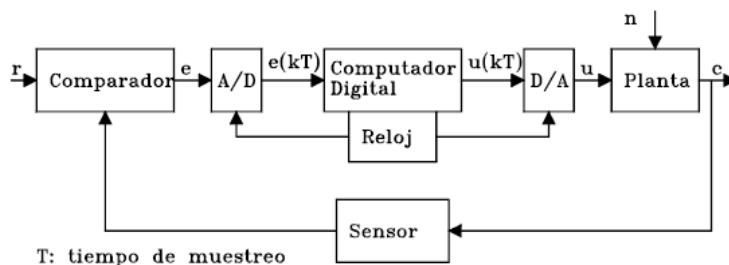 n
r
Comparador
e
A/D
e(kT)
Computador
Digital
u(kT)
D/A
u
Planta
c
Reloj
Sensor
T: tiempo de muestreo